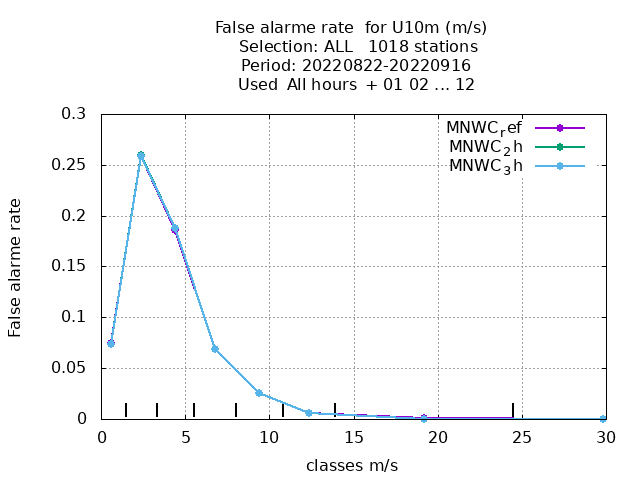 False alarme rate  for U10m (m/s)
Selection: ALL   1018 stations
Period: 20220822-20220916
Used  All hours  + 01 02 ... 12
MNWC_ref
MNWC_2h
MNWC_3h
0.3
0.25
0.2
0.15
0.1
0.05
0
False alarme rate
0 5 10 15 20 25 30
classes m/s